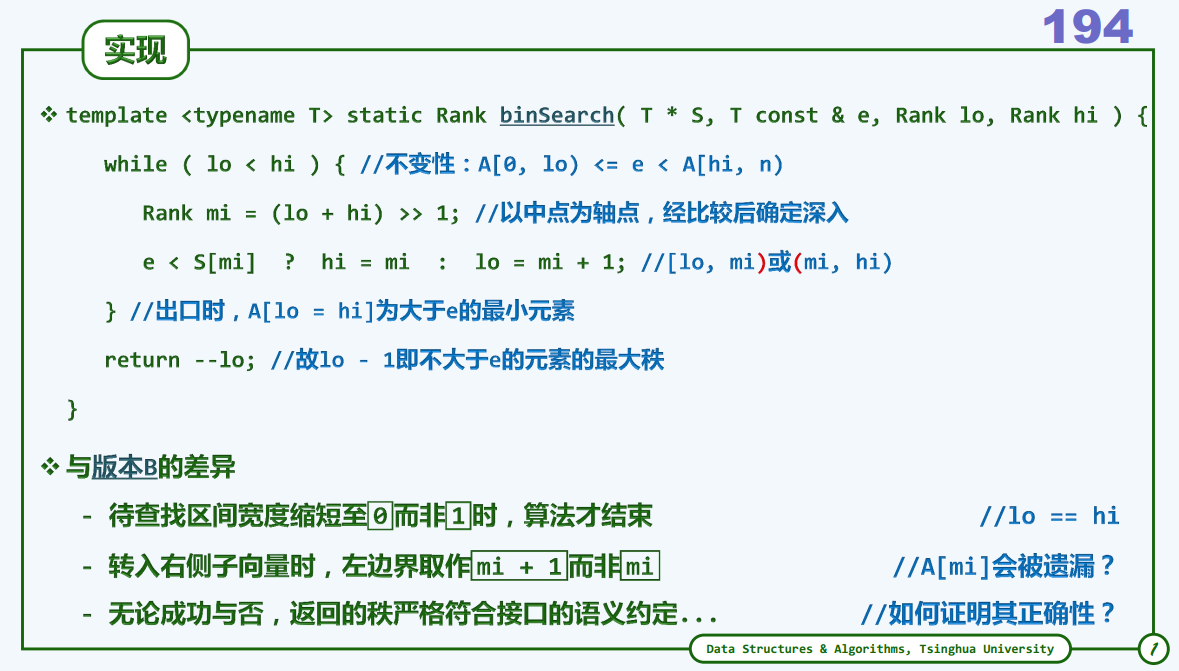 194
实现
❖ template <typename T> static Rank binSearch( T * S, T const & e, Rank lo, Rank hi ) {
while ( lo < hi ) { //不变性：A[0, lo) <= e < A[hi, n)
Rank mi = (lo + hi) >> 1; //以中点为轴点，经比较后确定深入
e < S[mi] ? hi = mi : lo = mi + 1; //[lo, mi)或(mi, hi)
} //出口时，A[lo = hi]为大于e的最小元素
return --lo; //故lo - 1即不大于e的元素的最大秩
}
❖ 与版本B的差异
- 待查找区间宽度缩短至0而非1时，算法才结束 //lo == hi
- 转入右侧子向量时，左边界取作mi + 1而非mi //A[mi]会被遗漏？
- 无论成功与否，返回的秩严格符合接口的语义约定... //如何证明其正确性？
Data Structures & Algorithms, Tsinghua University